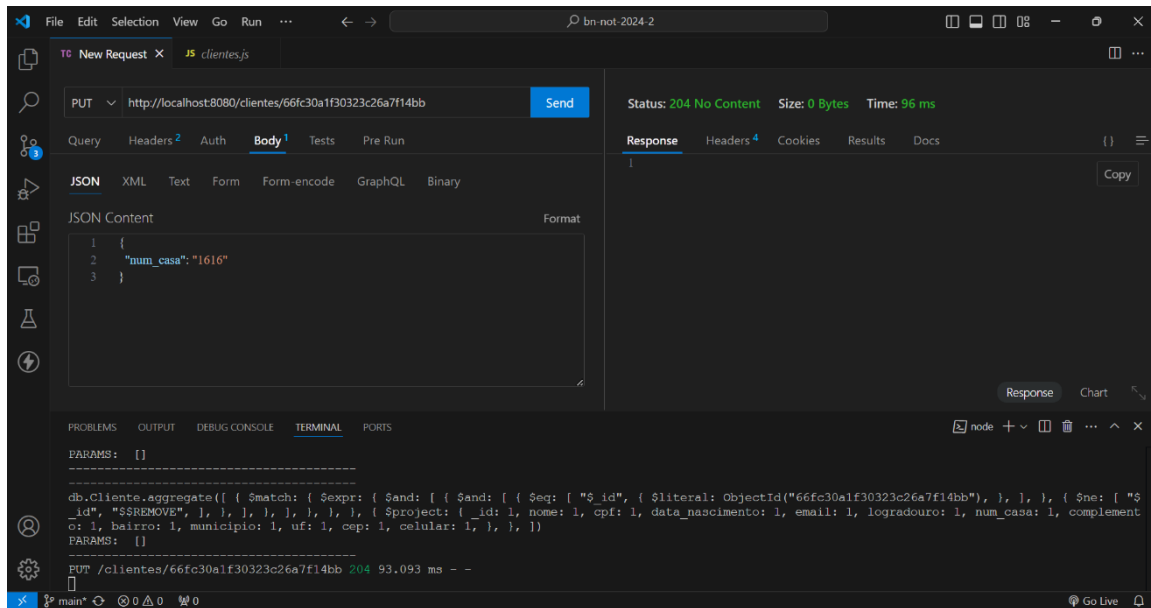 File Edit Selection View Go Run ··· ← → bn-not-2024-2
TC New Request × JS clientes.js
PUT http://localhost:8080/clientes/66fc30a1f30323c26a7f14bb Send
Status: 204 No Content Size: 0 Bytes Time: 96 ms
Query Headers 2 Auth Body 1 Tests Pre Run
Response Headers 4 Cookies Results Docs { }
1
Copy
3
JSON XML Text Form Form-encode GraphQL Binary
JSON Content Format
1 {
2 "num_casa": "1616"
3 }
Response Chart
PROBLEMS OUTPUT DEBUG CONSOLE TERMINAL PORTS
node
PARAMS: []
----------------------------------------
----------------------------------------
db.Cliente.aggregate([ { $match: { $expr: { $and: [ { $and: [ { $eq: [ "$_id", { $literal: ObjectId("66fc30a1f30323c26a7f14bb"), }, ], }, { $ne: [ "$
_id", "$$REMOVE", ], }, ], }, ], }, }, }, { $project: { _id: 1, nome: 1, cpf: 1, data_nascimento: 1, email: 1, logradouro: 1, num_casa: 1, complement
o: 1, bairro: 1, municipio: 1, uf: 1, cep: 1, celular: 1, }, }, ])
PARAMS: []
----------------------------------------
PUT /clientes/66fc30a1f30323c26a7f14bb 204 93.093 ms - -
main* 0 0 0 Go Live